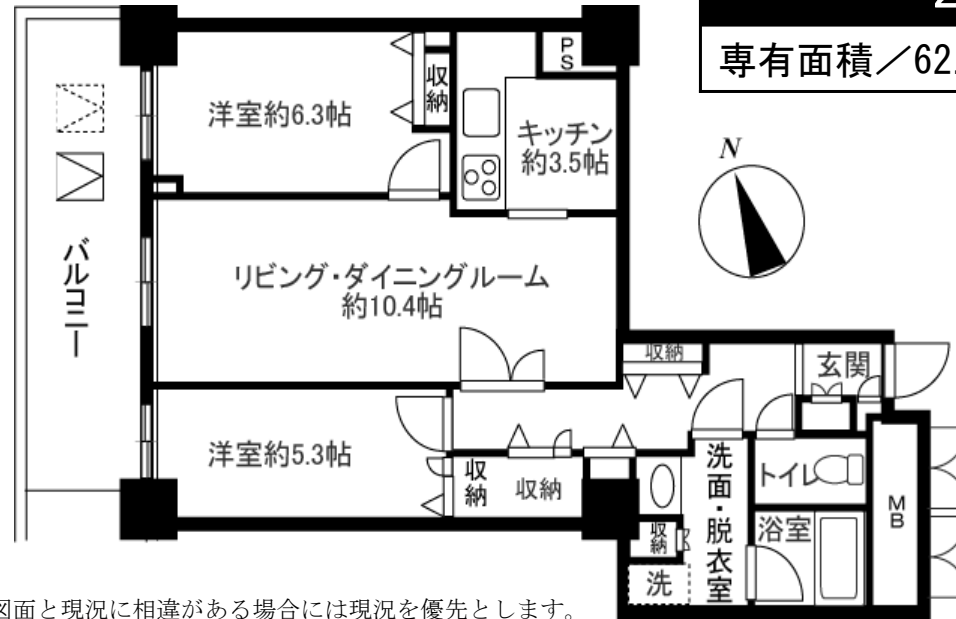 専有面積／62.
N
PS
収納
洋室約6.3帖
キッチン
約3.5帖
バルコニー
リビング・ダイニングルーム
約10.4帖
収納
玄関
洋室約5.3帖
収納
収納
洗面・脱衣室
トイレ
MB
収納
浴室
洗
図面と現況に相違がある場合には現況を優先とします。